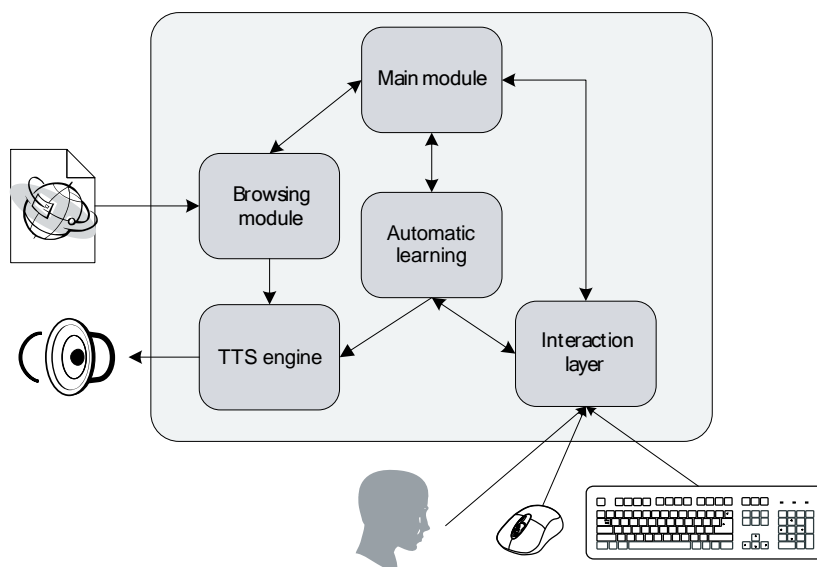 Main module
Browsing
module
Automatic
learning
TTS engine
Interaction
layer